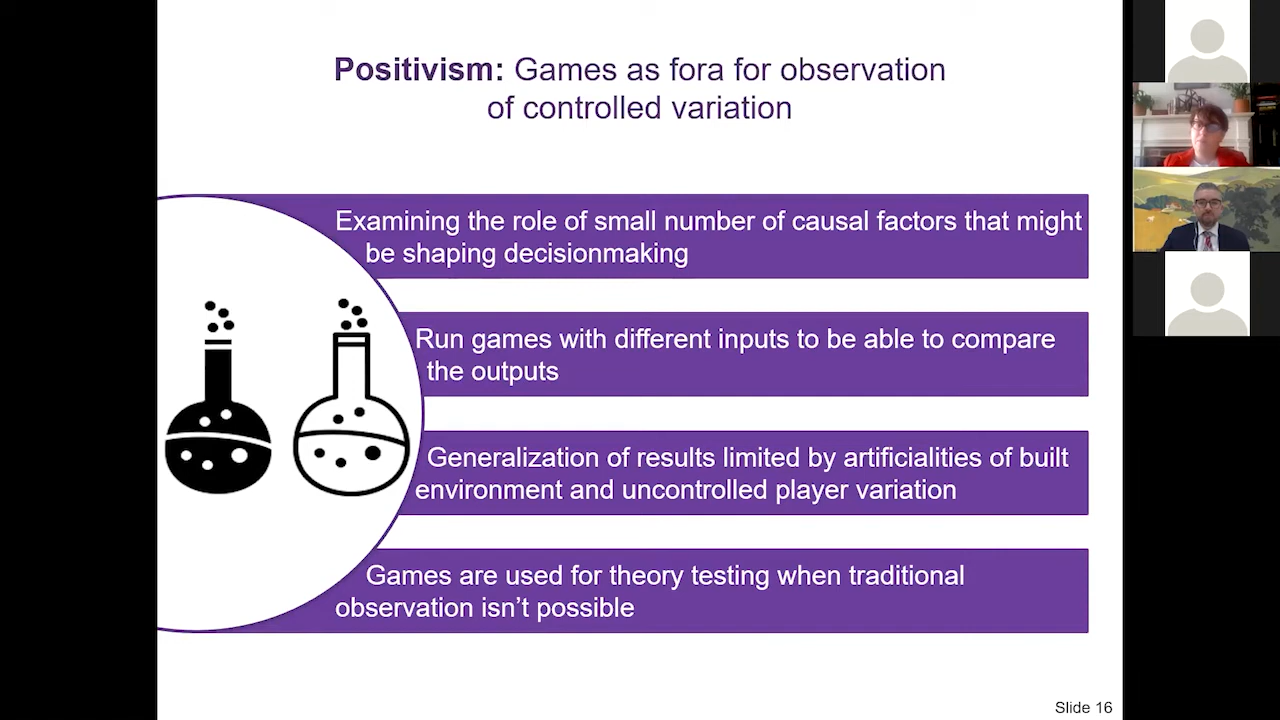 Positivism: Games as fora for observation
of controlled variation
Examining the role of small number of causal factors that might
be shaping decisionmaking
Run games with different inputs to be able to compare
the outputs
Generalization of results limited by artificialities of built
environment and uncontrolled player variation
Games are used for theory testing when traditional
observation isn’t possible
Slide 16